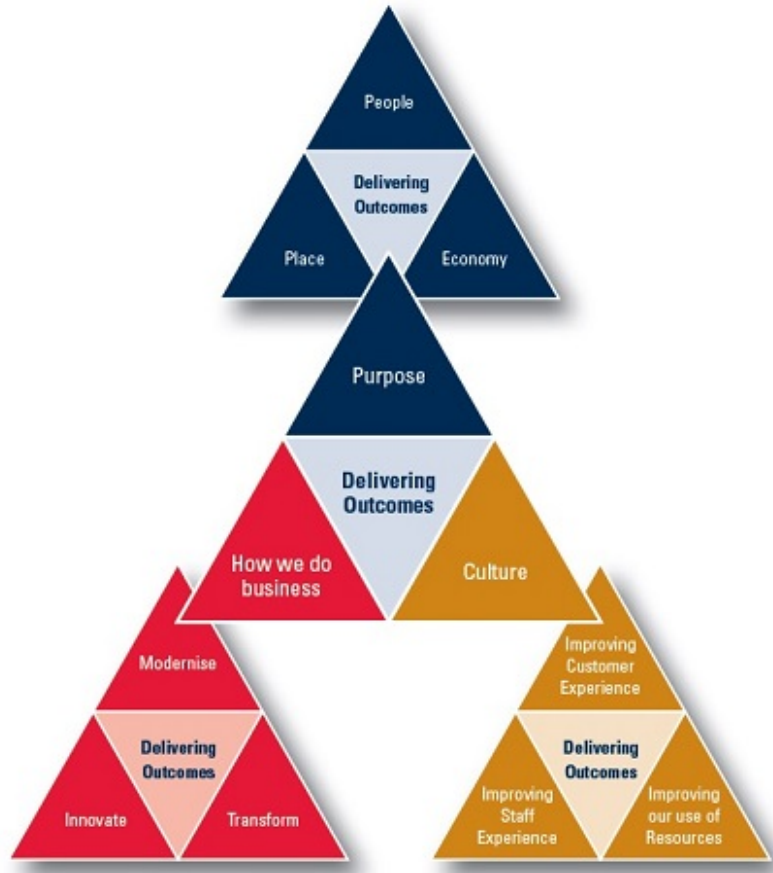 People
Delivering
Outcomes
Place
Economy
Purpose
Delivering
Outcomes
How we do
business
Culture
Modernise
Delivering
Outcomes
Innovate
Transform
Improving
Customer
Experience
Delivering
Outcomes
Improving
Staff
Experience
Improving
our use of
Resources